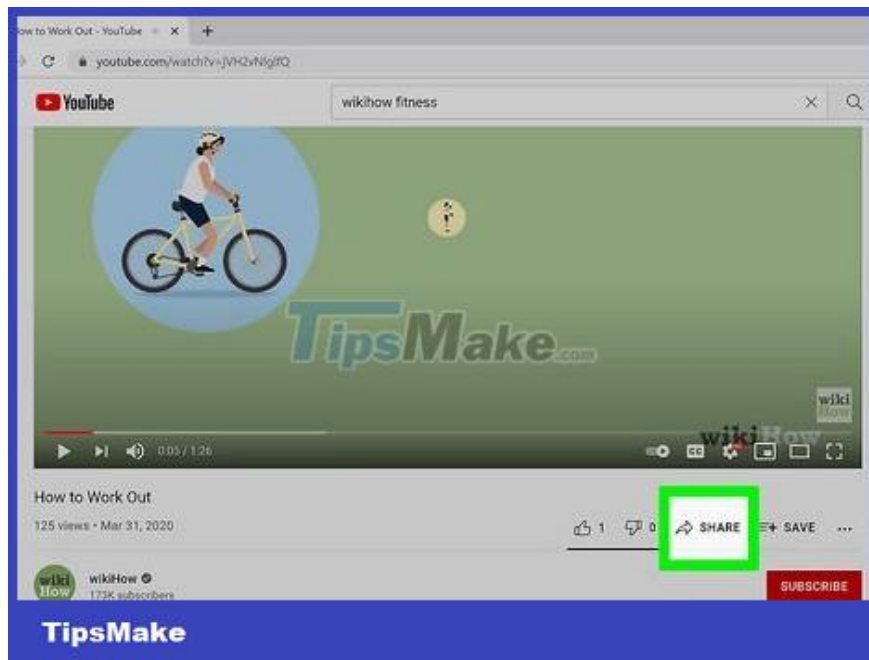 How to Work Out - YouTube
youtube.com/watch?v=jVH2vNlglfQ
YouTube
wikihow fitness
TipsMake.com
wiki
How
wikiHow
0:05 / 1:26
CC
How to Work Out
125 views • Mar 31, 2020
1
0
SHARE
SAVE
wiki
How
wikiHow
173K subscribers
SUBSCRIBE
TipsMake